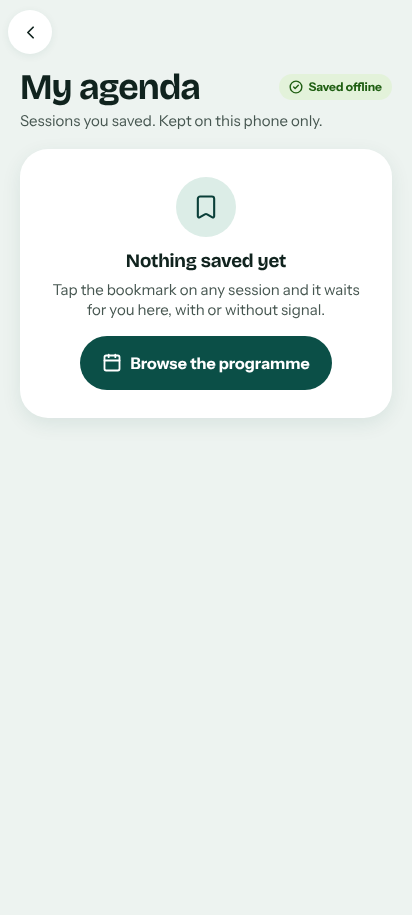 My agenda
Saved offline
Sessions you saved. Kept on this phone only.
Nothing saved yet
Tap the bookmark on any session and it waits
for you here, with or without signal.
Browse the programme